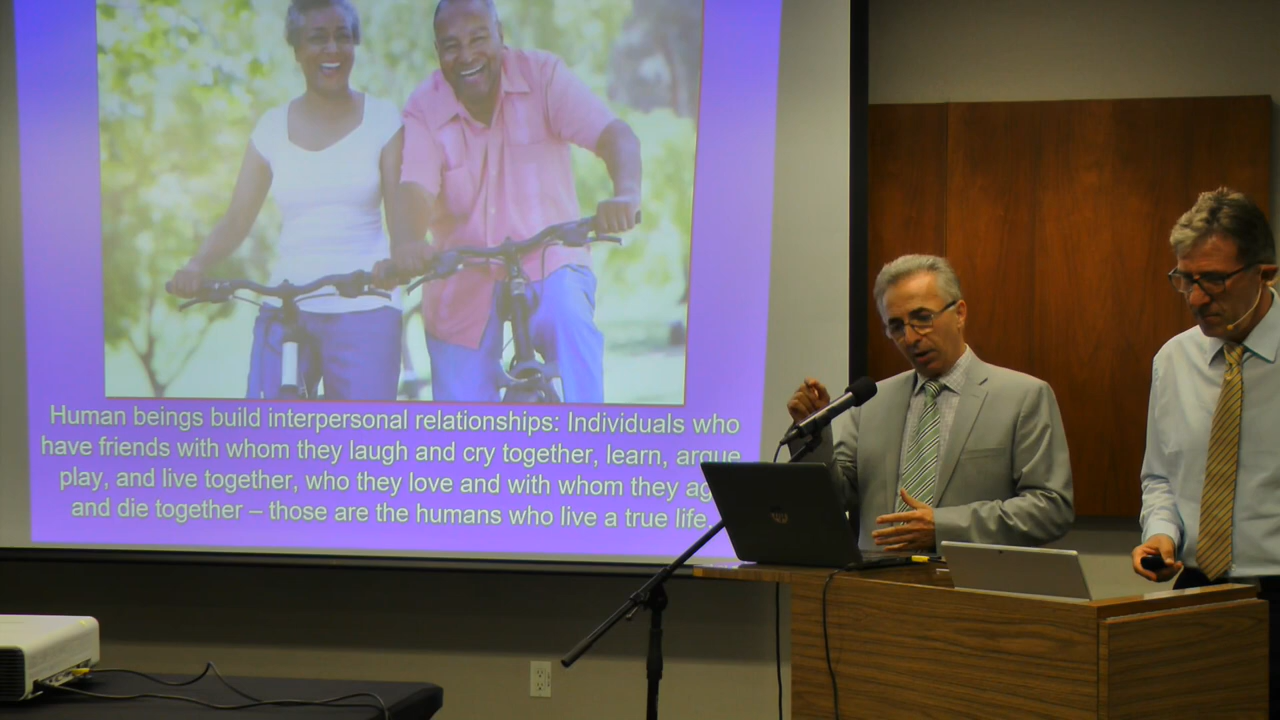 Human beings build interpersonal relationships: Individuals who
have friends with whom they laugh and cry together, learn, argue
play, and live together, who they love and with whom they
and die together – those are the humans who live a true life.